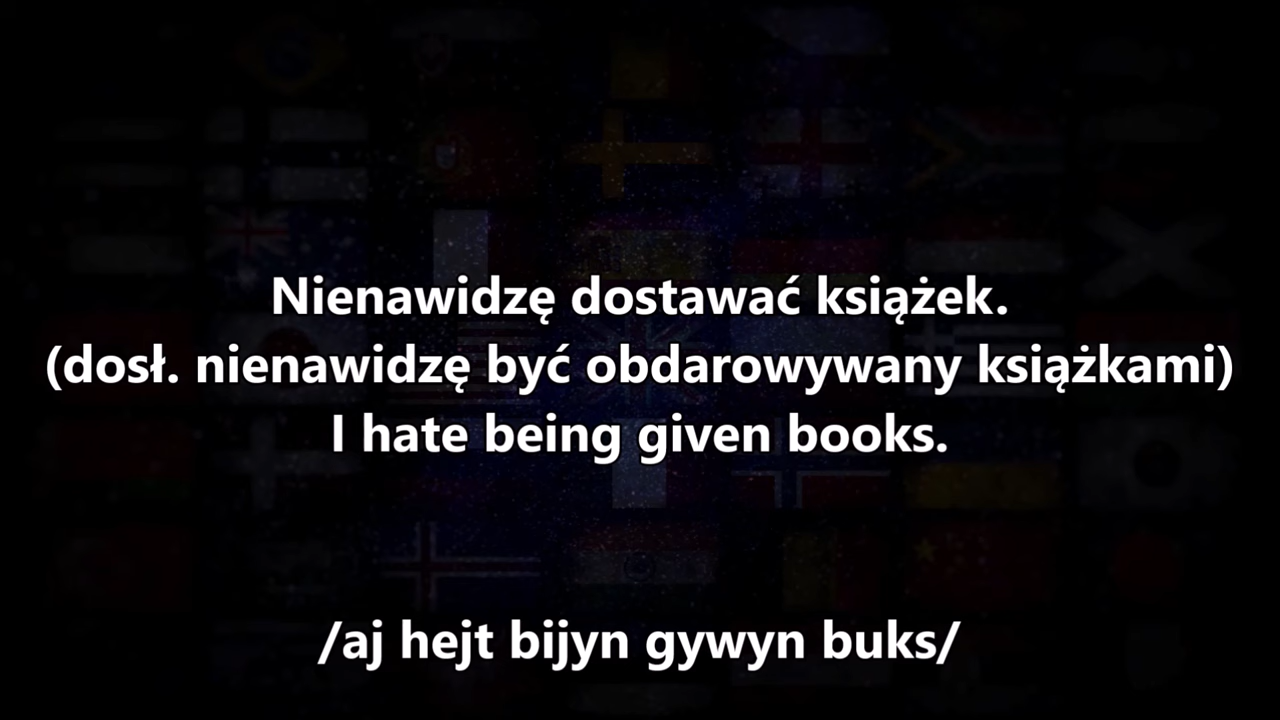 Nienawidzę dostawać książek.
(dosł. nienawidzę być obdarowywany książkami)
I hate being given books.
/aj hejt bijyn gywyn buks/